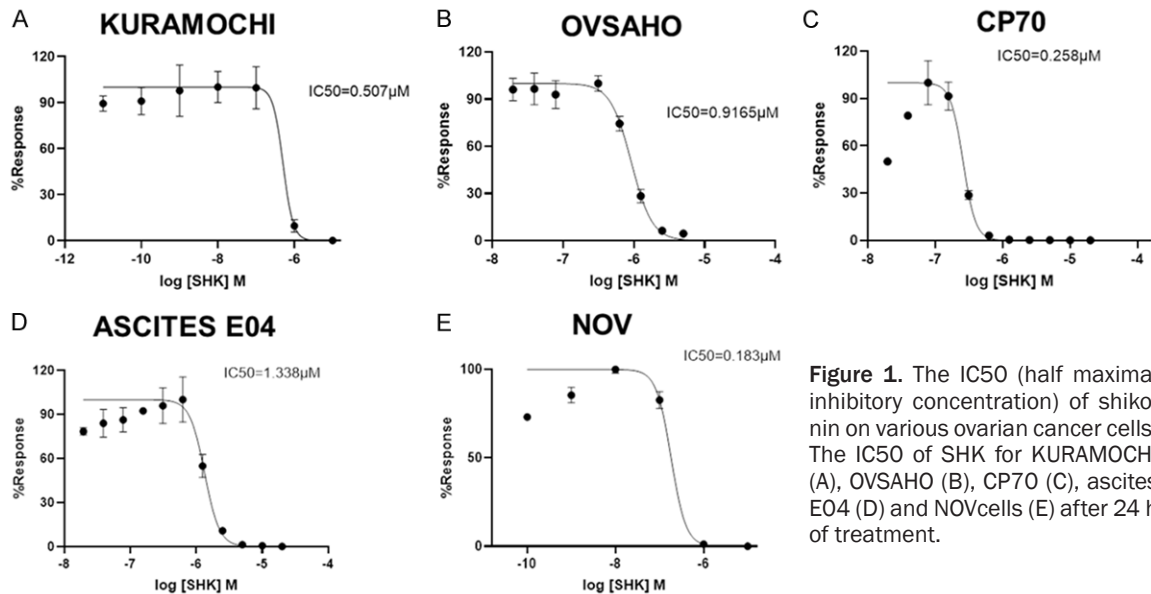 A
KURAMOCHI
120
90
60
30
0
%Response
IC50=0.507µM
-12
-10
-8
-6
-4
log [SHK] M
B
OVSAHO
120
90
60
30
0
%Response
IC50=0.9165µM
-8
-7
-6
-5
-4
log [SHK] M
C
CP70
120
90
60
30
0
%Response
IC50=0.258µM
-8
-7
-6
-5
-4
log [SHK] M
D
ASCITES E04
120
90
60
30
0
%Response
IC50=1.338µM
-8
-7
-6
-5
-4
log [SHK] M
E
NOV
100
50
0
%Response
IC50=0.183µM
-10
-8
-6
log [SHK] M
Figure 1. The IC50 (half maximal
inhibitory concentration) of shiko-
nin on various ovarian cancer cells.
The IC50 of SHK for KURAMOCHI
(A), OVSAHO (B), CP70 (C), ascites
E04 (D) and NOVcells (E) after 24 h
of treatment.